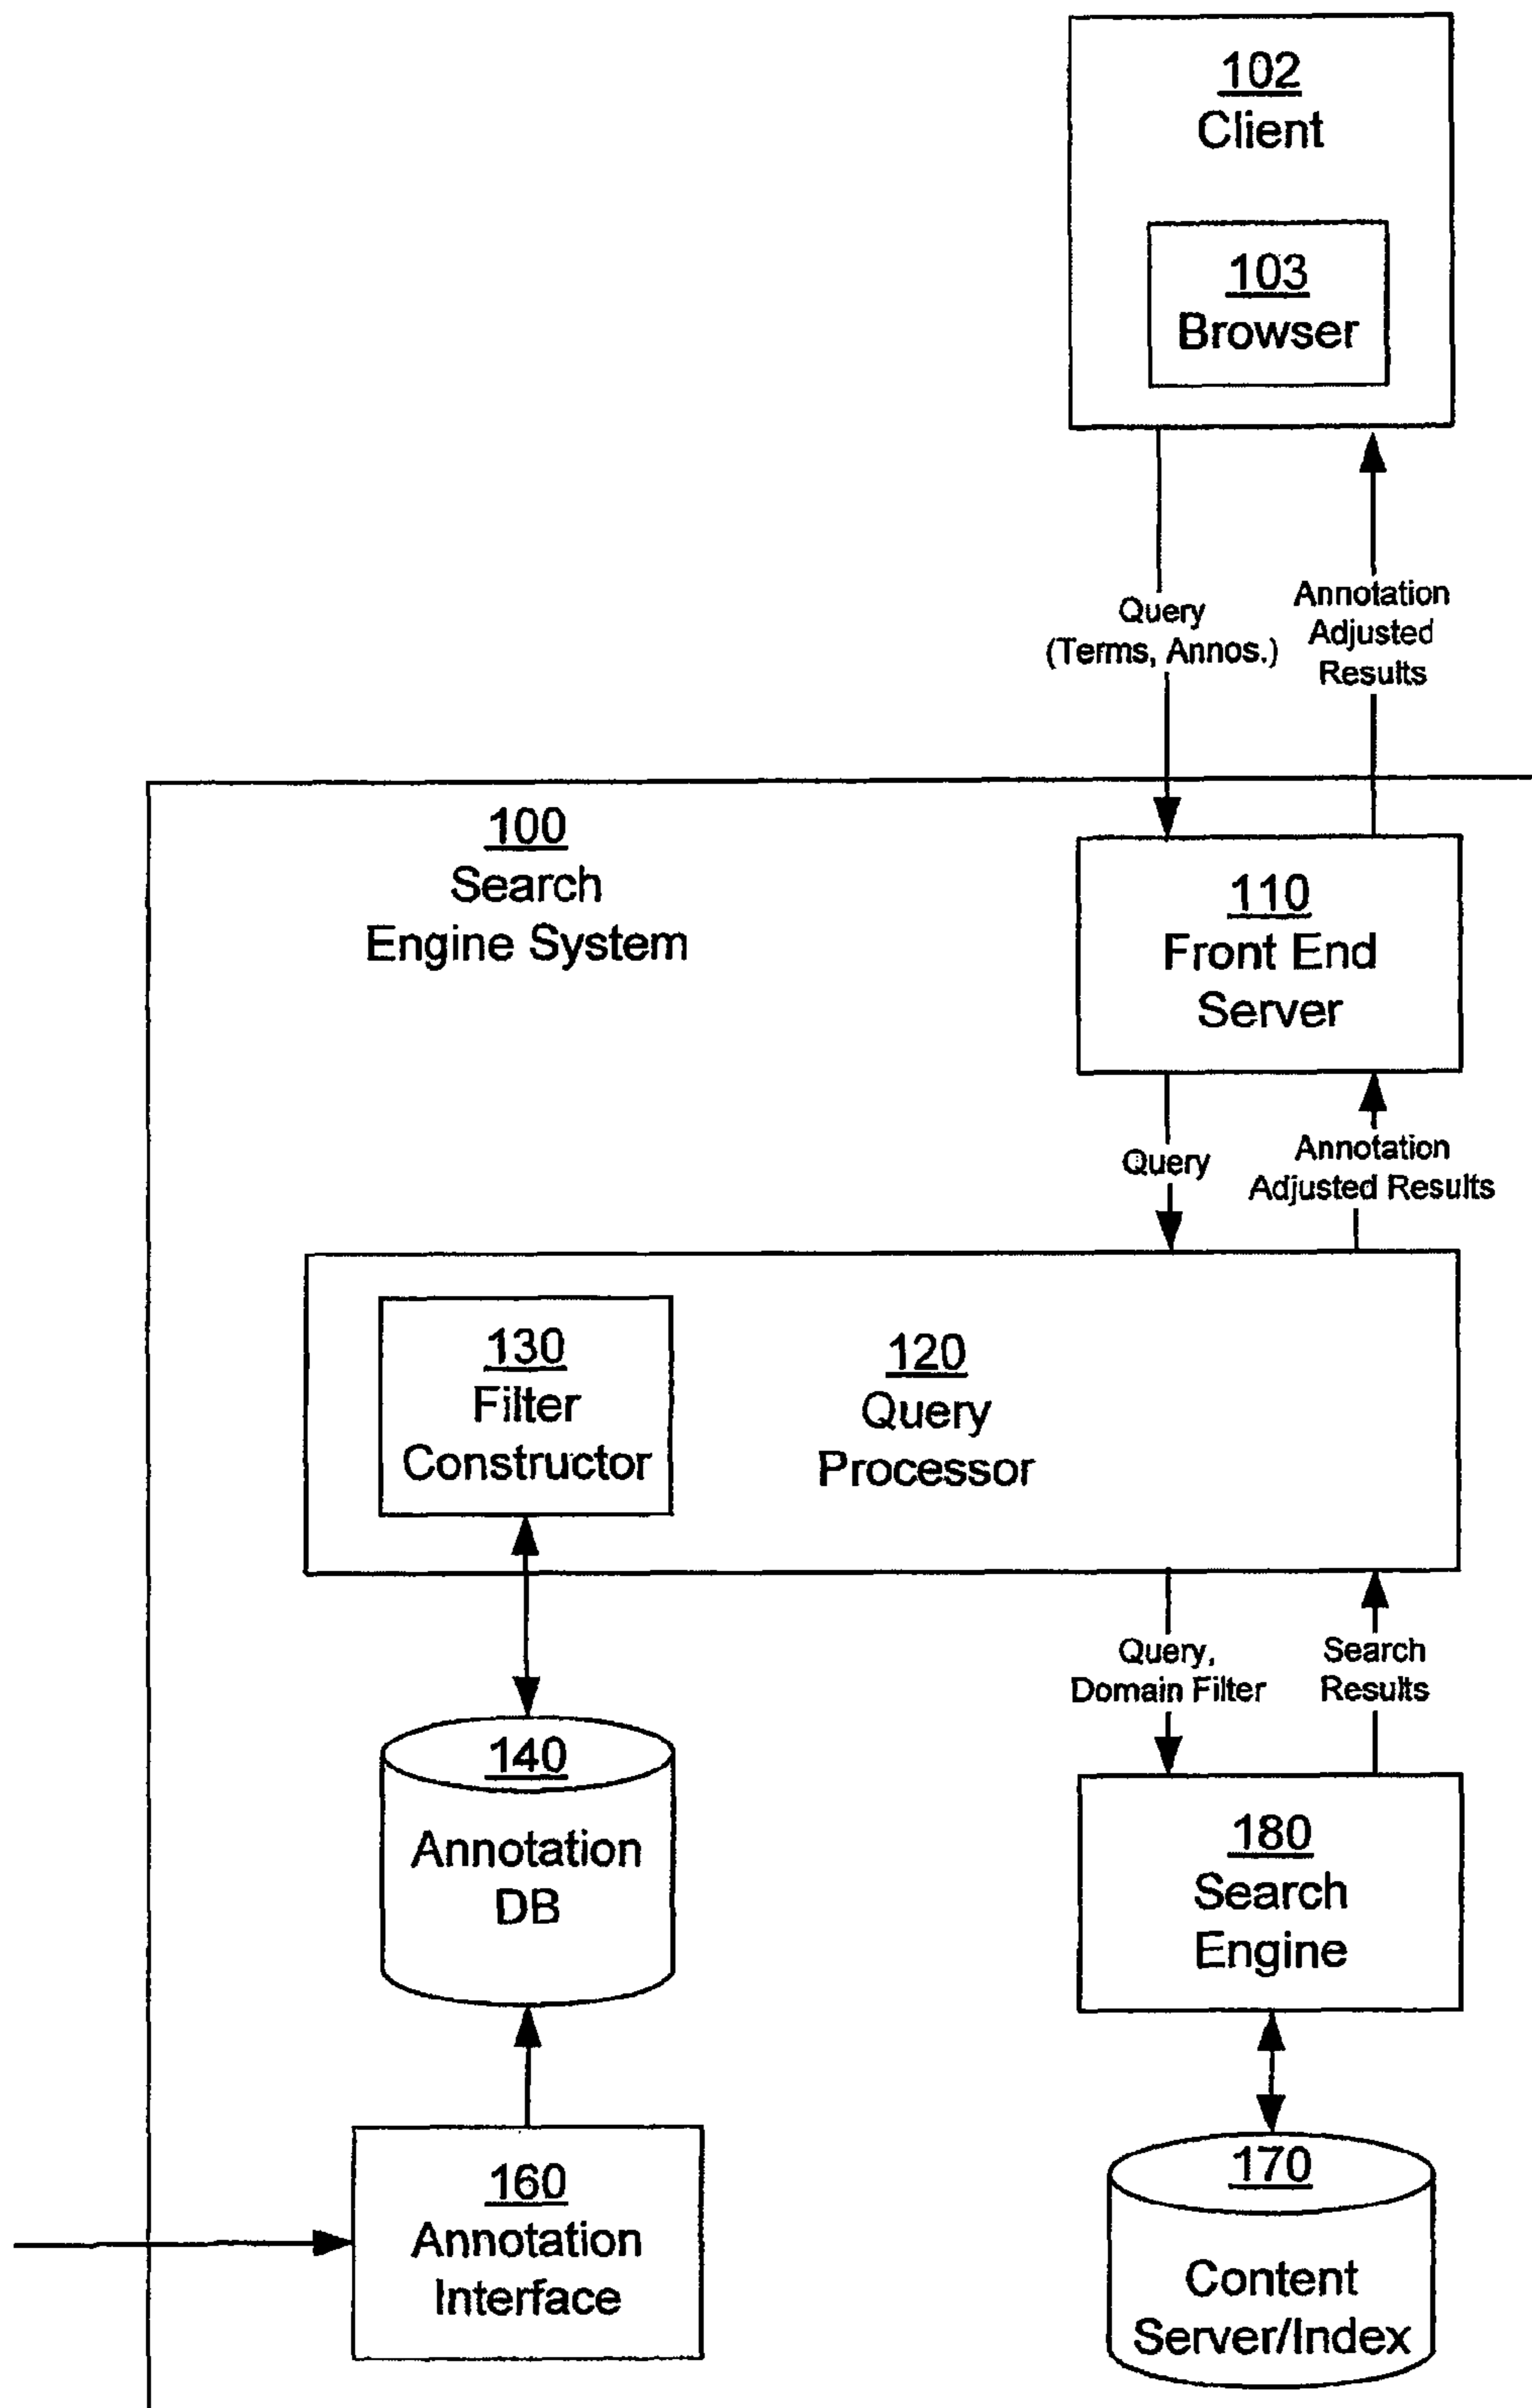 102
Client
103
Browser
Query
(Terms, Annos.)
Annotation
Adjusted
Results
100
Search
Engine System
110
Front End
Server
Query
Annotation
Adjusted Results
130
Filter
Constructor
120
Query
Processor
Query,
Domain Filter
Search
Results
140
Annotation
DB
180
Search
Engine
160
Annotation
Interface
170
Content
Server/Index